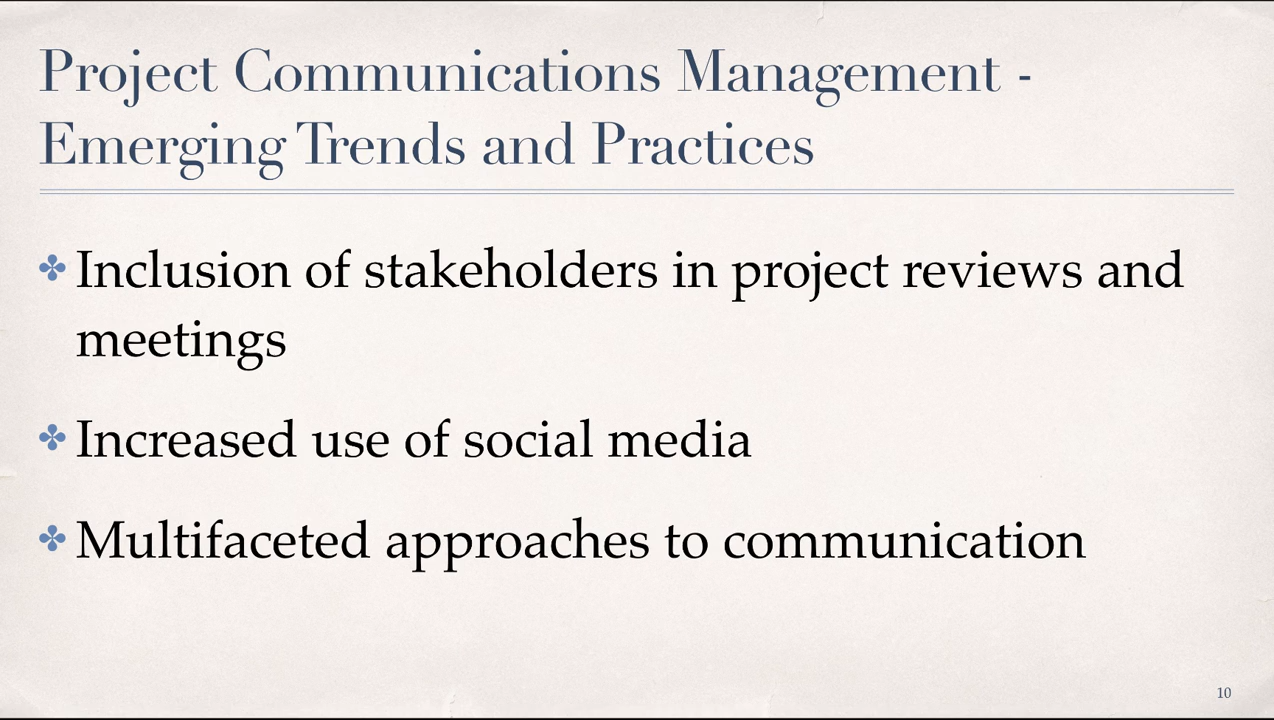 Project Communications Management -
Emerging Trends and Practices
✤ Inclusion of stakeholders in project reviews and
meetings
✤ Increased use of social media
✤ Multifaceted approaches to communication
10